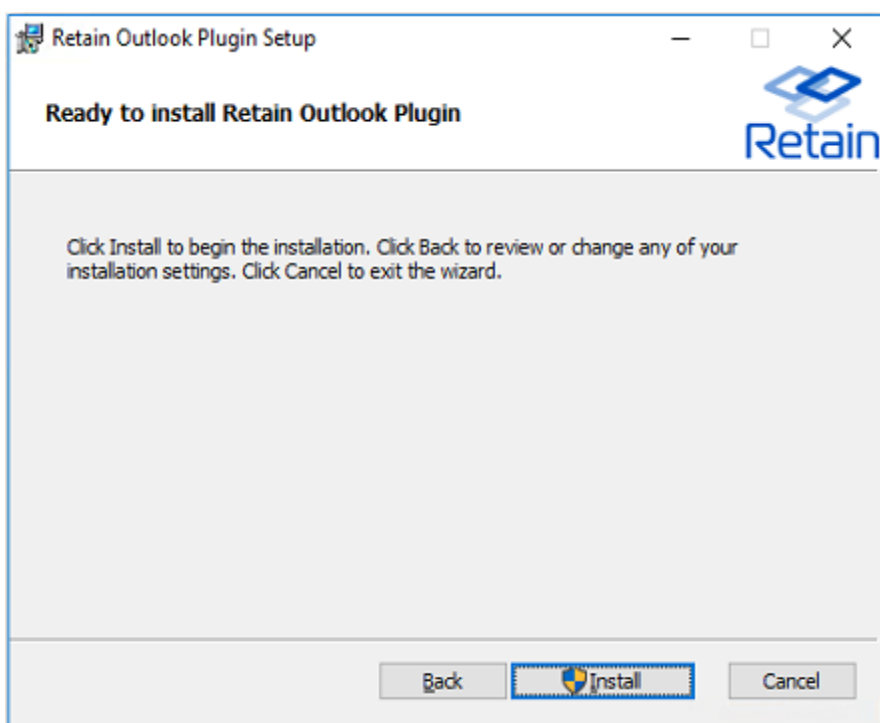 Retain Outlook Plugin Setup
Ready to install Retain Outlook Plugin
Retain
Click Install to begin the installation. Click Back to review or change any of your
installation settings. Click Cancel to exit the wizard.
Back
Install
Cancel